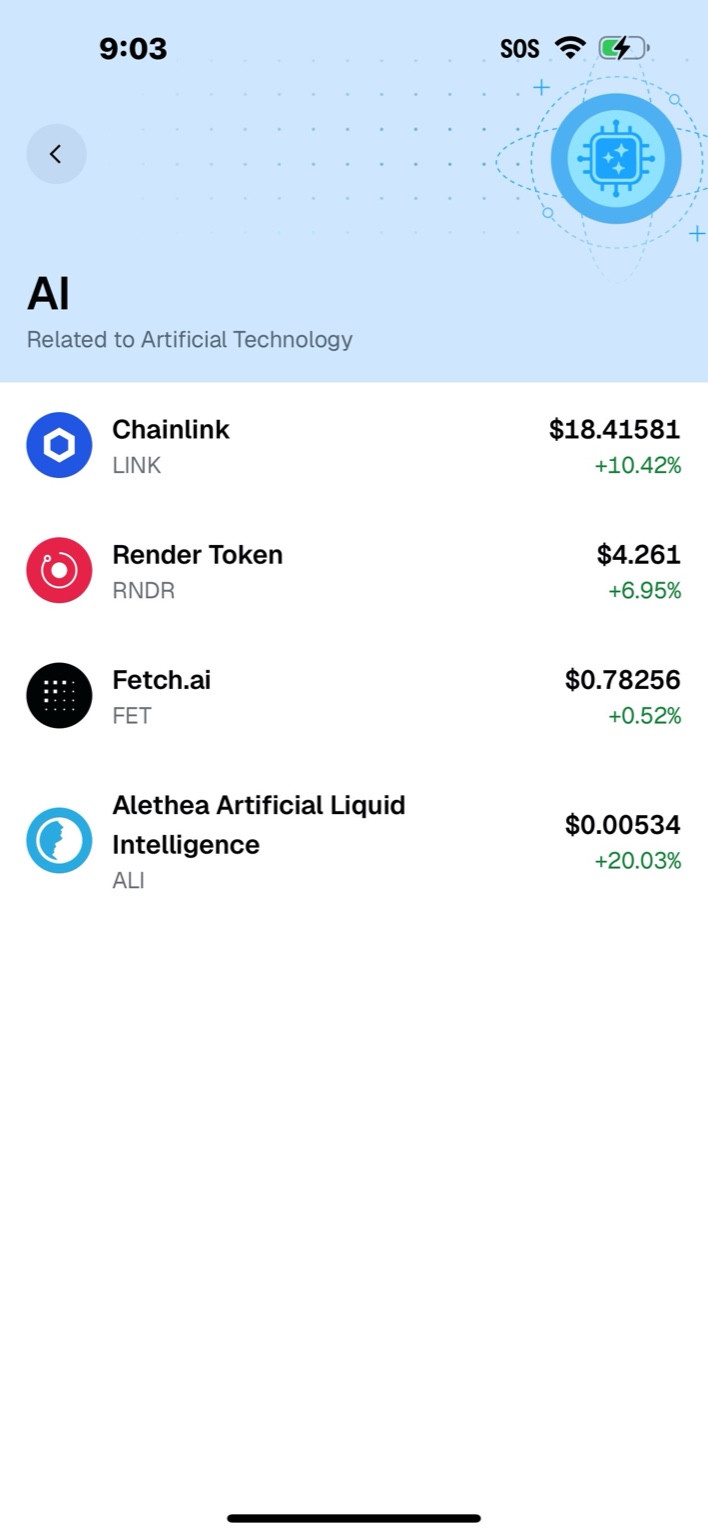 9:03
SOS
AI
Related to Artificial Technology
Chainlink
$18.41581
LINK
+10.42%
Render Token
$4.261
RNDR
+6.95%
Fetch.ai
$0.78256
FET
+0.52%
Alethea Artificial Liquid
Intelligence
$0.00534
+20.03%
ALI